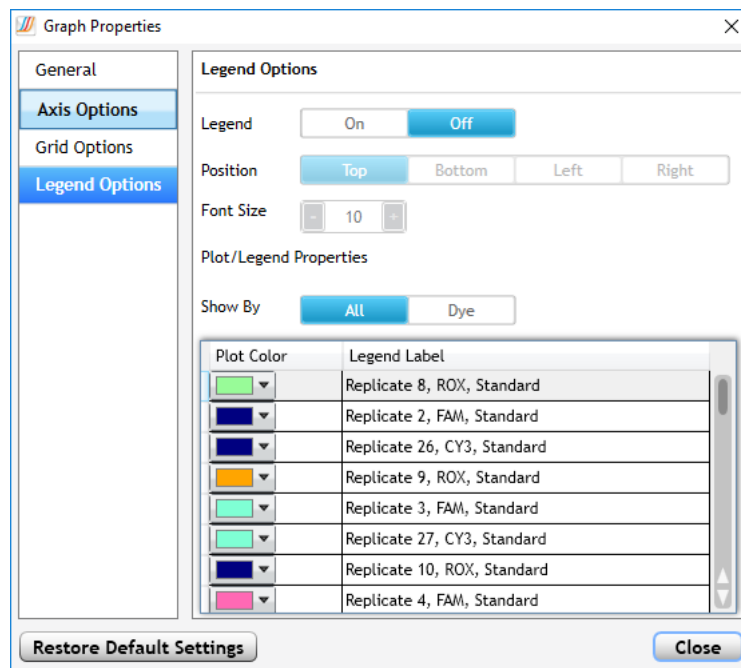 Graph Properties
General
Axis Options
Grid Options
Legend Options
Legend Options
Legend On Off
Position Top Bottom Left Right
Font Size - 10 +
Plot/Legend Properties
Show By All Dye
Plot Color Legend Label
Replicate 8, ROX, Standard
Replicate 2, FAM, Standard
Replicate 26, CY3, Standard
Replicate 9, ROX, Standard
Replicate 3, FAM, Standard
Replicate 27, CY3, Standard
Replicate 10, ROX, Standard
Replicate 4, FAM, Standard
Restore Default Settings Close